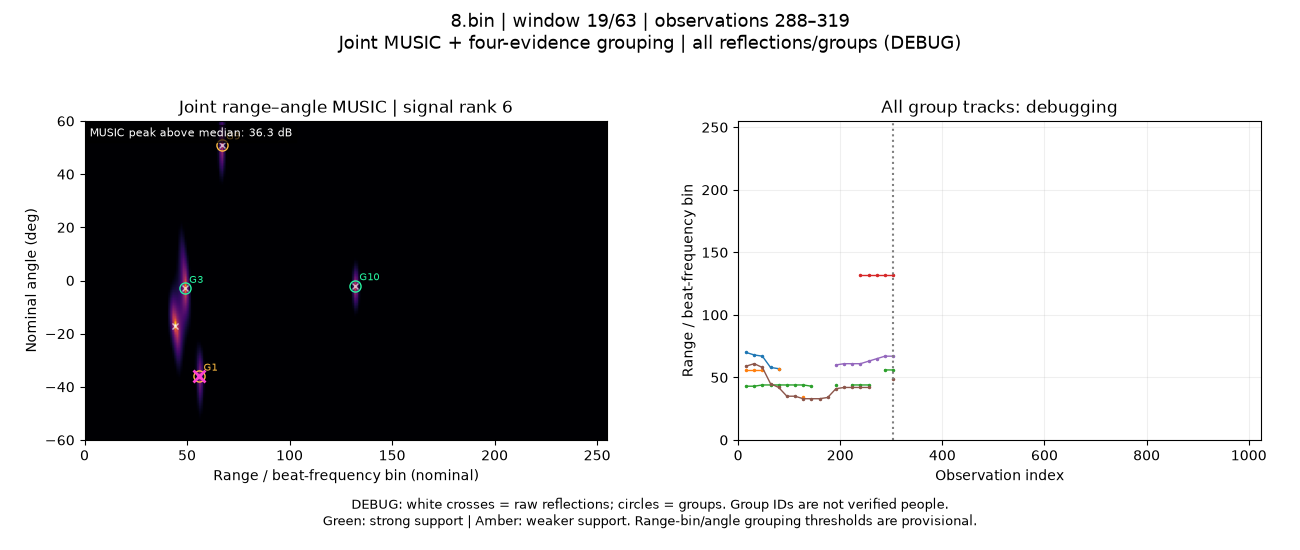 8.bin | window 19/63 | observations 288–319
Joint MUSIC + four-evidence grouping | all reflections/groups (DEBUG)
Joint range–angle MUSIC | signal rank 6
MUSIC peak above median: 36.3 dB
60
40
20
0
−20
−40
−60
Nominal angle (deg)
G3
G10
G1
0
50
100
150
200
250
Range / beat-frequency bin (nominal)
All group tracks: debugging
250
200
150
100
50
0
Range / beat-frequency bin
0
200
400
600
800
1000
Observation index
DEBUG: white crosses = raw reflections; circles = groups. Group IDs are not verified people.
Green: strong support | Amber: weaker support. Range-bin/angle grouping thresholds are provisional.